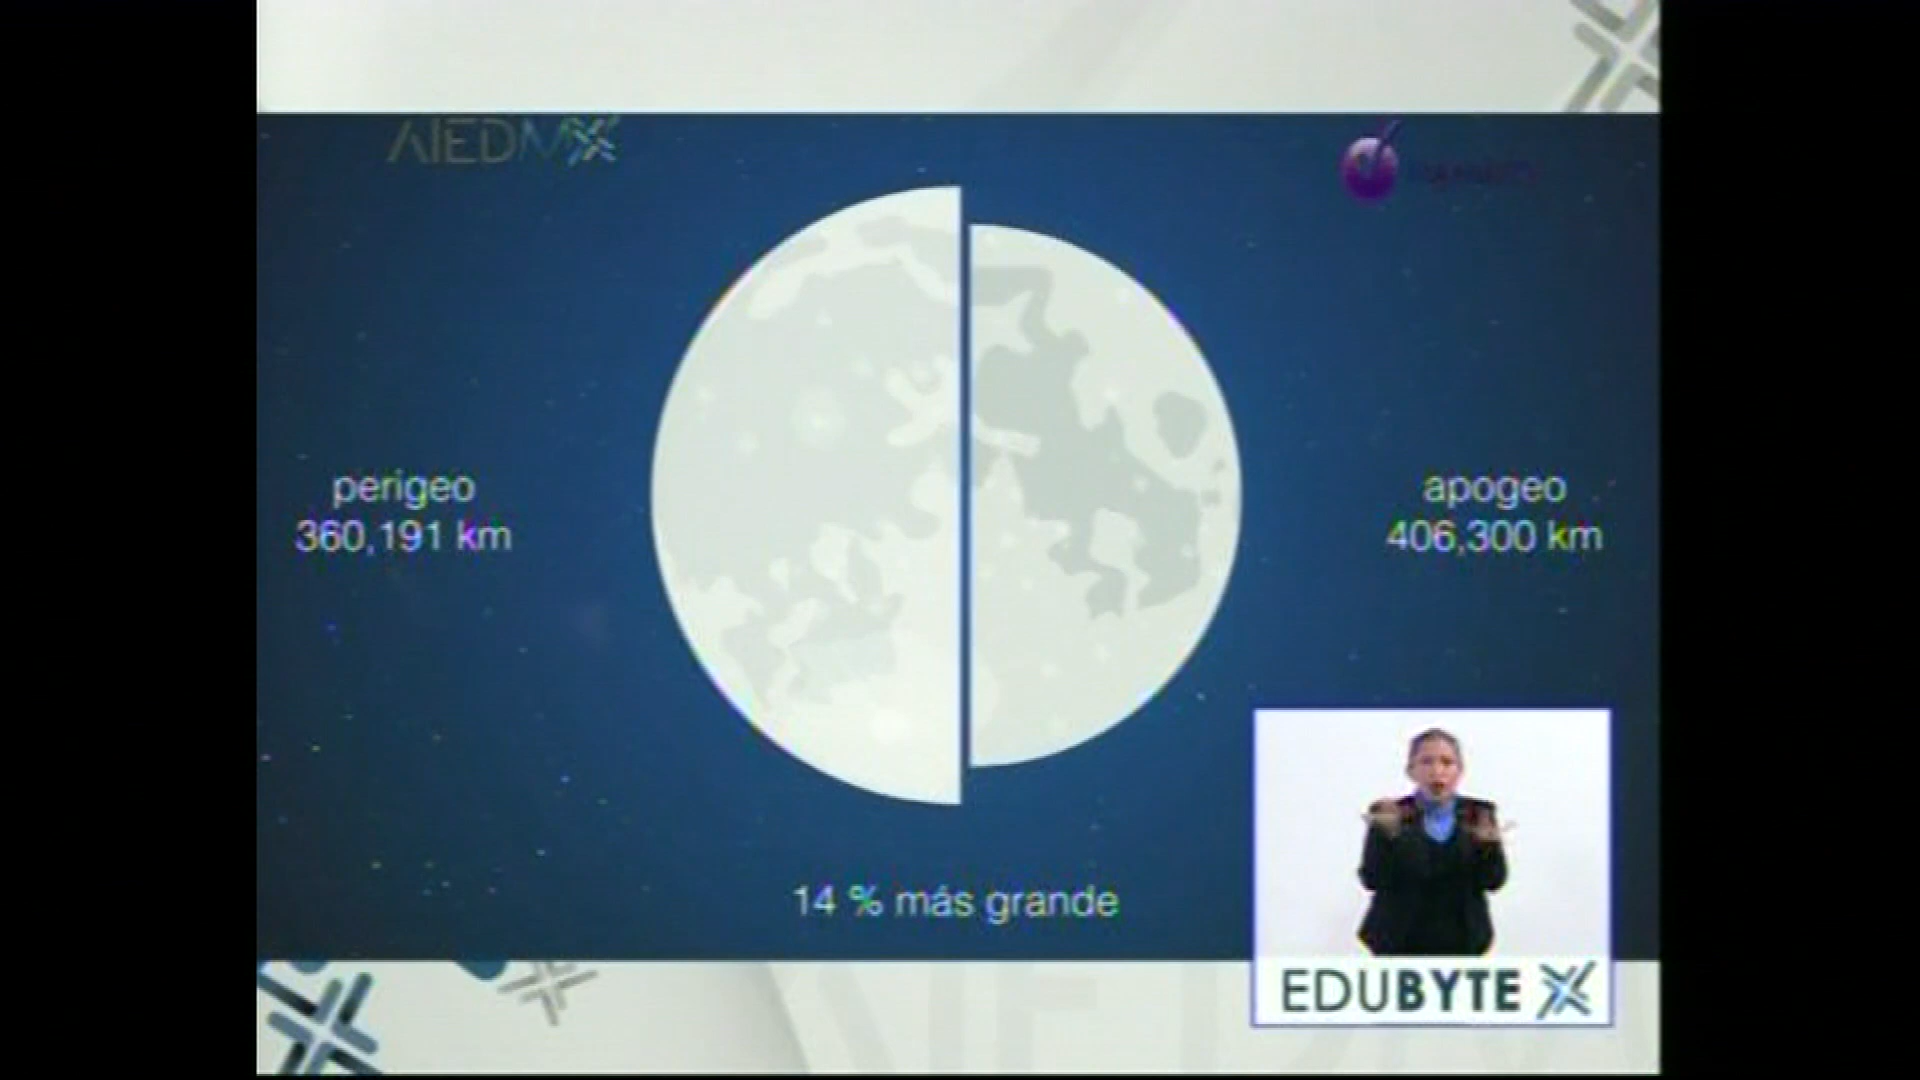 AIEDMX
perigeo
360,191 km
apogeo
406,300 km
14 % más grande
EDUBYTE